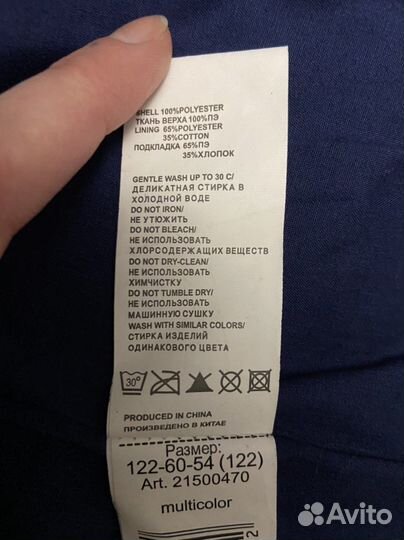 SHELL 100%POLYESTER
ТКАНЬ ВЕРХА 100%ПЭ
LINING 65%POLYESTER
35%COTTON
ПОДКЛАДКА 65%ПЭ
35%ХЛОПОК
GENTLE WASH UP TO 30 C/
ДЕЛИКАТНАЯ СТИРКА В
ХОЛОДНОЙ ВОДЕ
DO NOT IRON/
НЕ УТЮЖИТЬ
DO NOT BLEACH/
НЕ ИСПОЛЬЗОВАТЬ
ХЛОРСОДЕРЖАЩИХ ВЕЩЕСТВ
DO NOT DRY-CLEAN/
НЕ ИСПОЛЬЗОВАТЬ
ХИМЧИСТКУ
DO NOT TUMBLE DRY/
НЕ ИСПОЛЬЗОВАТЬ
МАШИННУЮ СУШКУ
WASH WITH SIMILAR COLORS/
СТИРКА ИЗДЕЛИЙ
ОДИНАКОВОГО ЦВЕТА
30°
PRODUCED IN CHINA
ПРОИЗВЕДЕНО В КИТАЕ
Размер:
122-60-54 (122)
Art. 21500470
multicolor
2
Avito